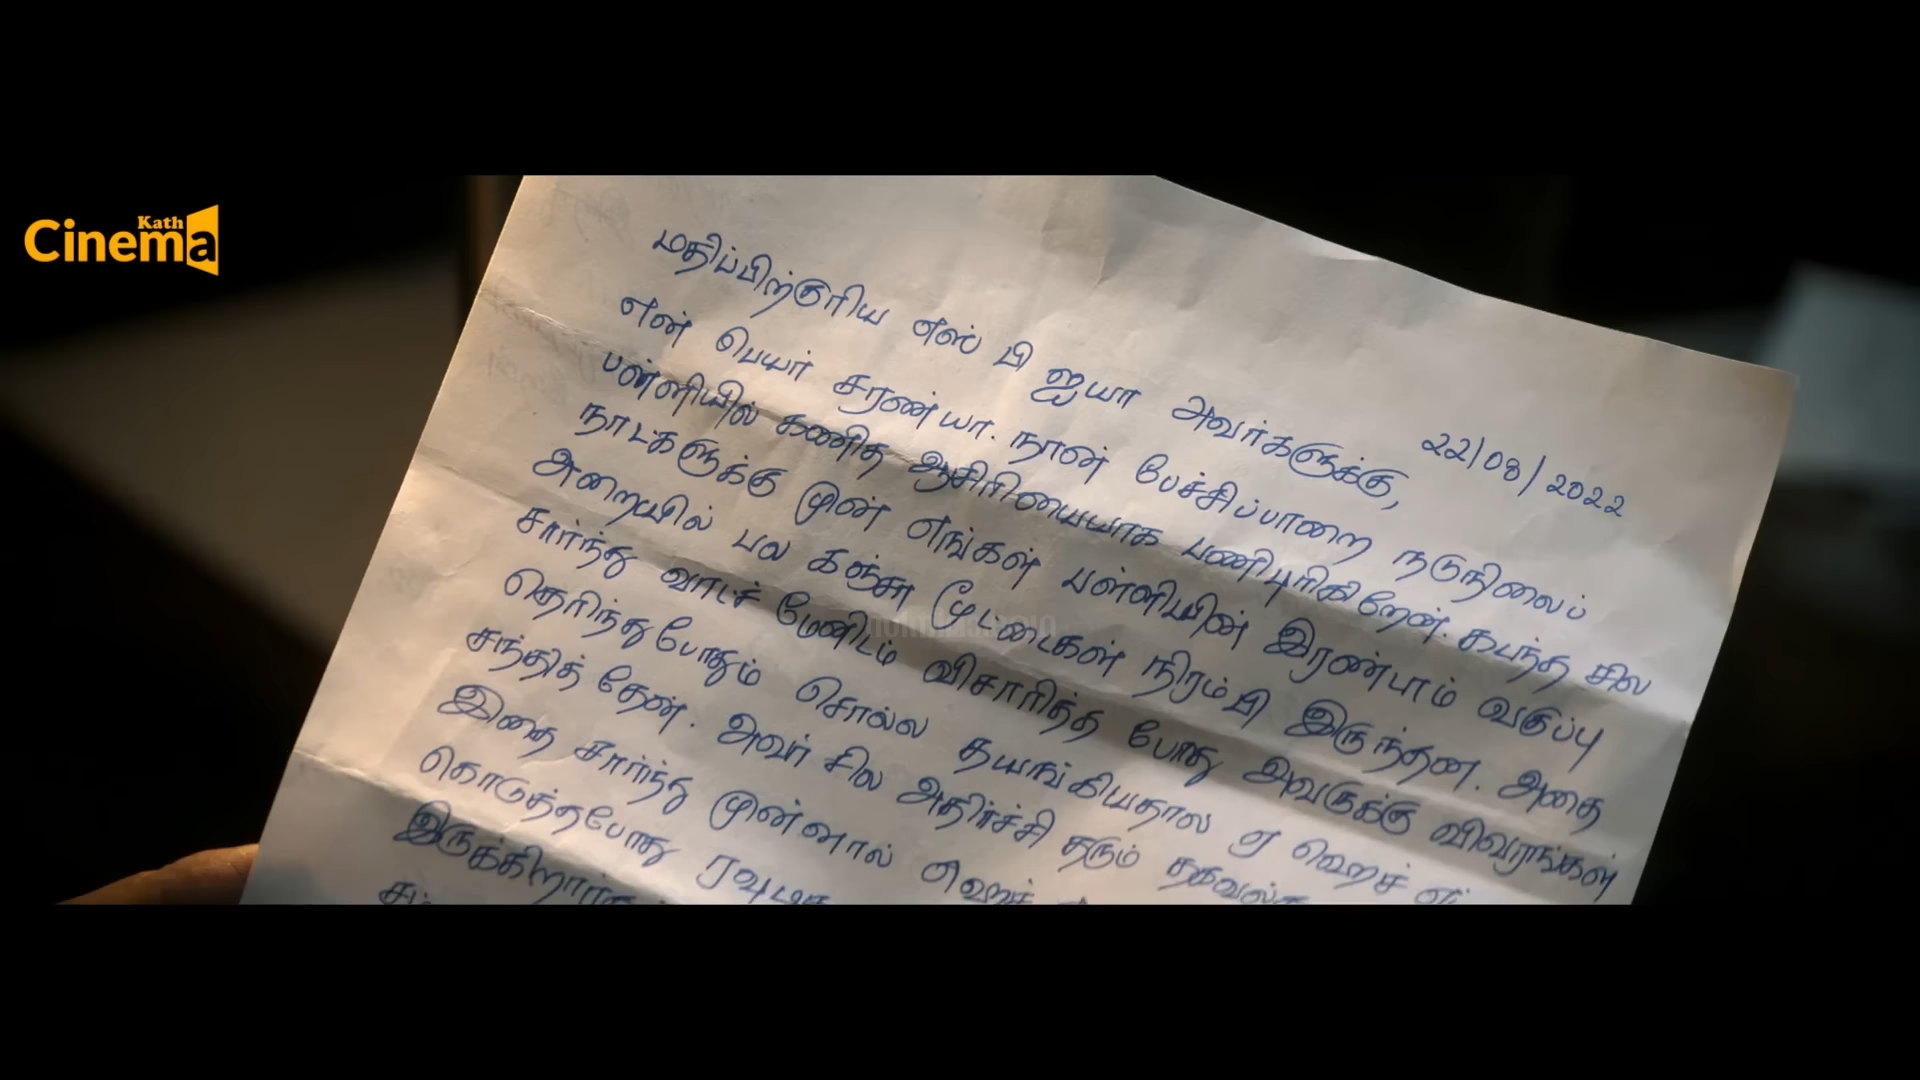 Kath
Cinema
22/08/2022
மதிப்பிற்குரிய எஸ் பி ஐயா அவர்களுக்கு,
என் பெயர் சரண்யா. நான் பேச்சிப்பாறை நடுநிலைப்
பள்ளியில் கணித ஆசிரியையாக பணிபுரிகிறேன். கடந்த சில
நாட்களுக்கு முன் எங்கள் பள்ளியின் இரண்பாம் வகுப்பு
அறையில் பல கஞ்சா மூட்டைகள் நிரம்பி இருந்தன. அதை
சார்ந்து வாட்ச் மேனிடம் விசாரித்த போது அவருக்கு விவரங்கள்
தெரிந்துபோதும் சொல்ல தயங்கியதால ஏ ஹெச் எ
சந்தித் தேன். அவர் சில அதிர்ச்சி தரும் தகவல்க
இதை சார்ந்து முன்னால் ஹெச்
கொடுத்தபோது ரவுடிக
இருக்கிறார்க